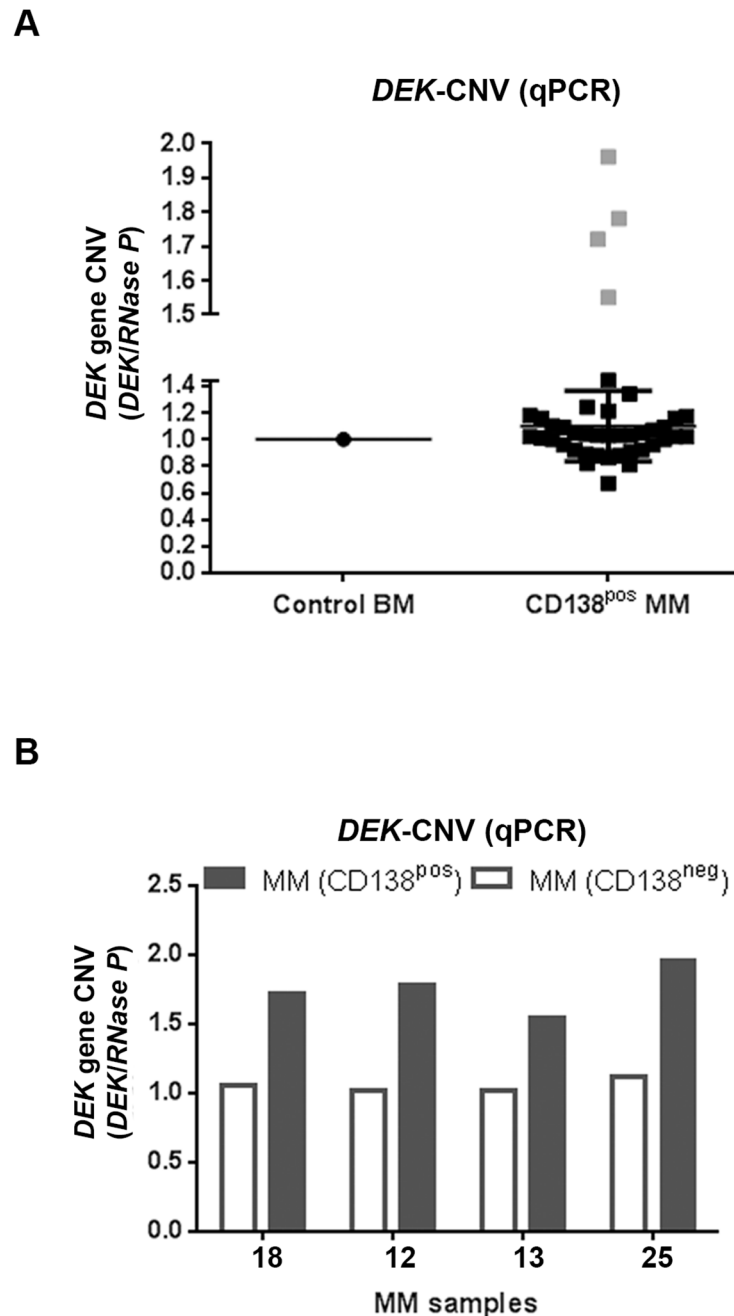 A
DEK-CNV (qPCR)
DEK gene CNV
(DEK/RNase P)
2.0
1.9
1.8
1.7
1.6
1.5
1.4
1.2
1.0
0.8
0.6
0.4
0.2
0.0
Control BM
CD138pos MM
B
DEK-CNV (qPCR)
MM (CD138pos)
MM (CD138neg)
DEK gene CNV
(DEK/RNase P)
2.5
2.0
1.5
1.0
0.5
0.0
18
12
13
25
MM samples